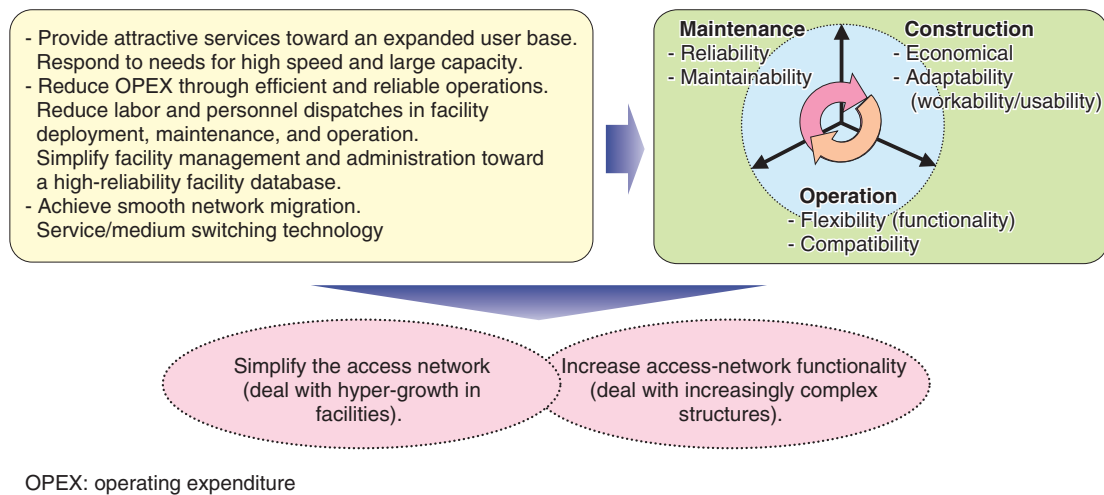 - Provide attractive services toward an expanded user base.
Respond to needs for high speed and large capacity.
- Reduce OPEX through efficient and reliable operations.
Reduce labor and personnel dispatches in facility
deployment, maintenance, and operation.
Simplify facility management and administration toward
a high-reliability facility database.
- Achieve smooth network migration.
Service/medium switching technology
Maintenance
- Reliability
- Maintainability
Construction
- Economical
- Adaptability
(workability/usability)
Operation
- Flexibility (functionality)
- Compatibility
Simplify the access network
(deal with hyper-growth in
facilities).
Increase access-network functionality
(deal with increasingly complex
structures).
OPEX: operating expenditure